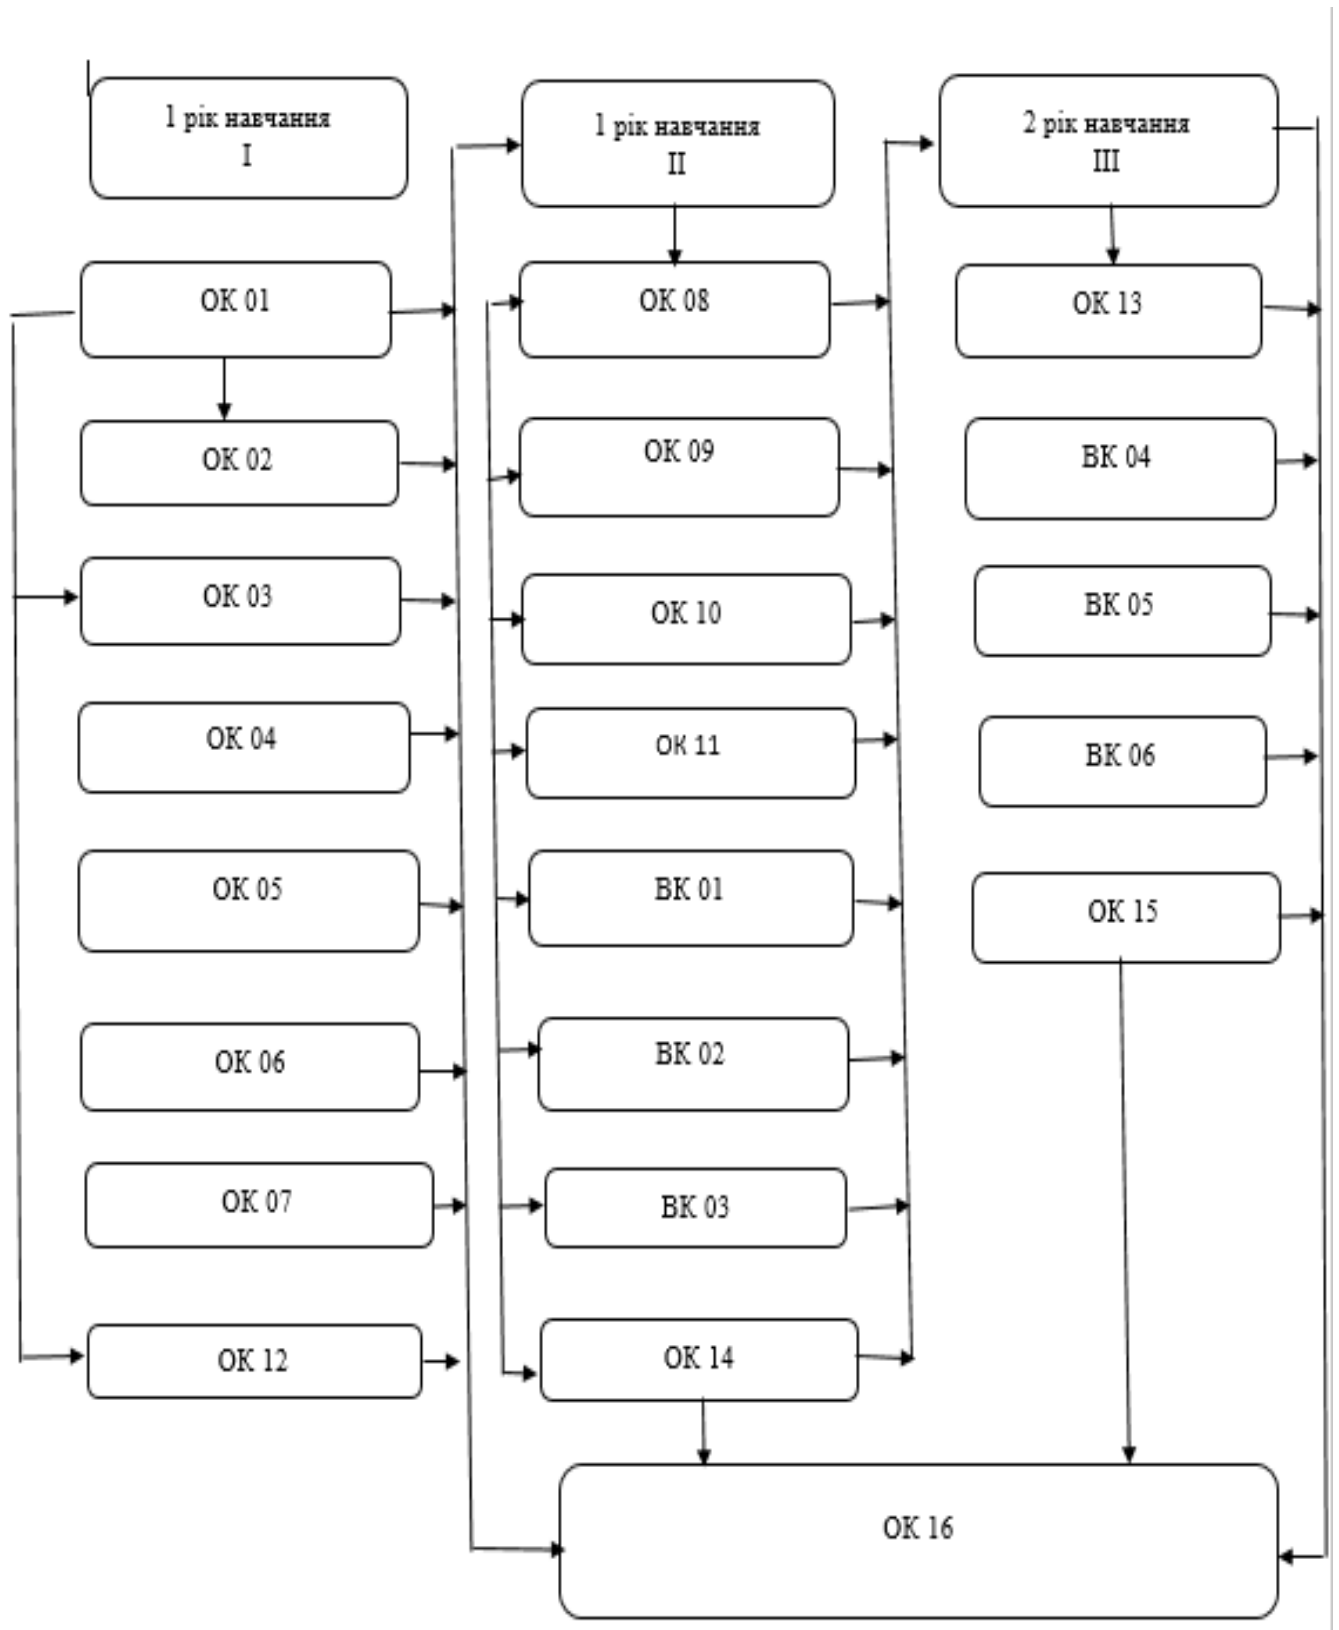 1 рік навчання
I
ОК 01
ОК 02
ОК 03
ОК 04
ОК 05
ОК 06
ОК 07
ОК 12
1 рік навчання
II
ОК 08
ОК 09
ОК 10
ОК 11
ВК 01
ВК 02
ВК 03
ОК 14
2 рік навчання
III
ОК 13
ВК 04
ВК 05
ВК 06
ОК 15
ОК 16